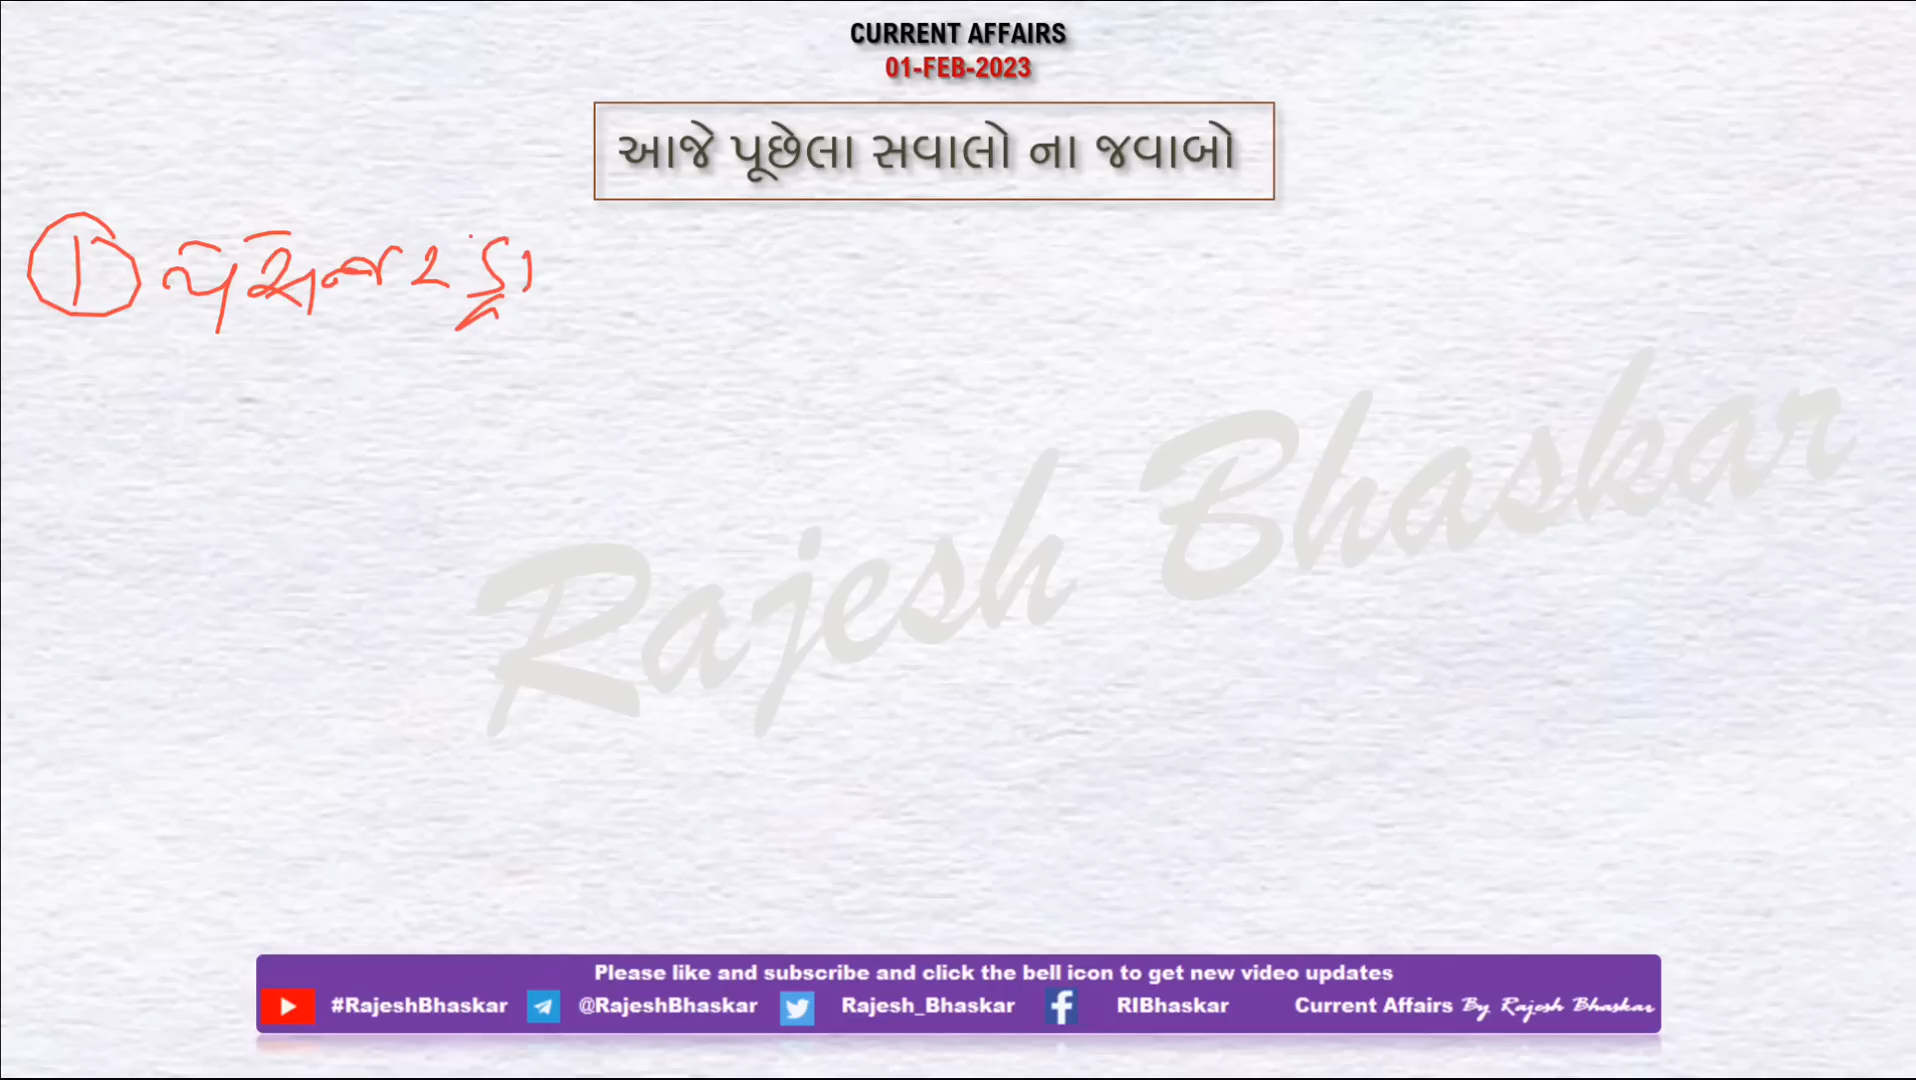 CURRENT AFFAIRS
01-FEB-2023
આજે પૂછેલા સવાલો ના જવાબો
1
Rajesh Bhaskar
Please like and subscribe and click the bell icon to get new video updates
#RajeshBhaskar @RajeshBhaskar Rajesh_Bhaskar RIBhaskar Current Affairs By Rajesh Bhaskar